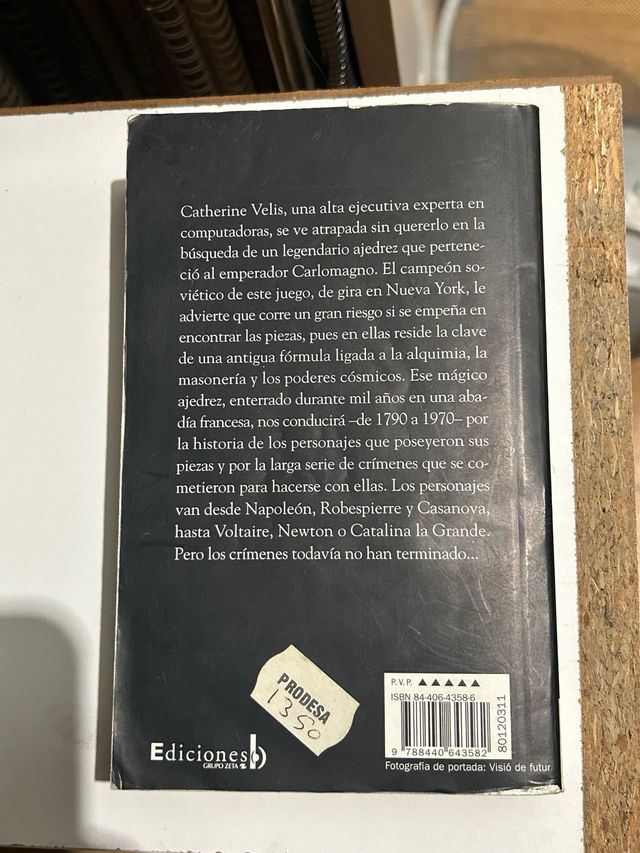 Catherine Velis, una alta ejecutiva experta en
computadoras, se ve atrapada sin quererlo en la
búsqueda de un legendario ajedrez que pertene-
ció al emperador Carlomagno. El campeón so-
viético de este juego, de gira en Nueva York, le
advierte que corre un gran riesgo si se empeña en
encontrar las piezas, pues en ellas reside la clave
de una antigua fórmula ligada a la alquimia, la
masonería y los poderes cósmicos. Ese mágico
ajedrez, enterrado durante mil años en una aba-
día francesa, nos conducirá –de 1790 a 1970– por
la historia de los personajes que poseyeron sus
piezas y por la larga serie de crímenes que se co-
metieron para hacerse con ellas. Los personajes
van desde Napoleón, Robespierre y Casanova,
hasta Voltaire, Newton o Catalina la Grande.
Pero los crímenes todavía no han terminado...
PRODESA
1350
Ediciones b
GRUPO ZETA
P.V.P. ▲▲▲▲▲
ISBN 84-406-4358-6
9 788440 643582
80120311
Fotografía de portada: Visió de futur